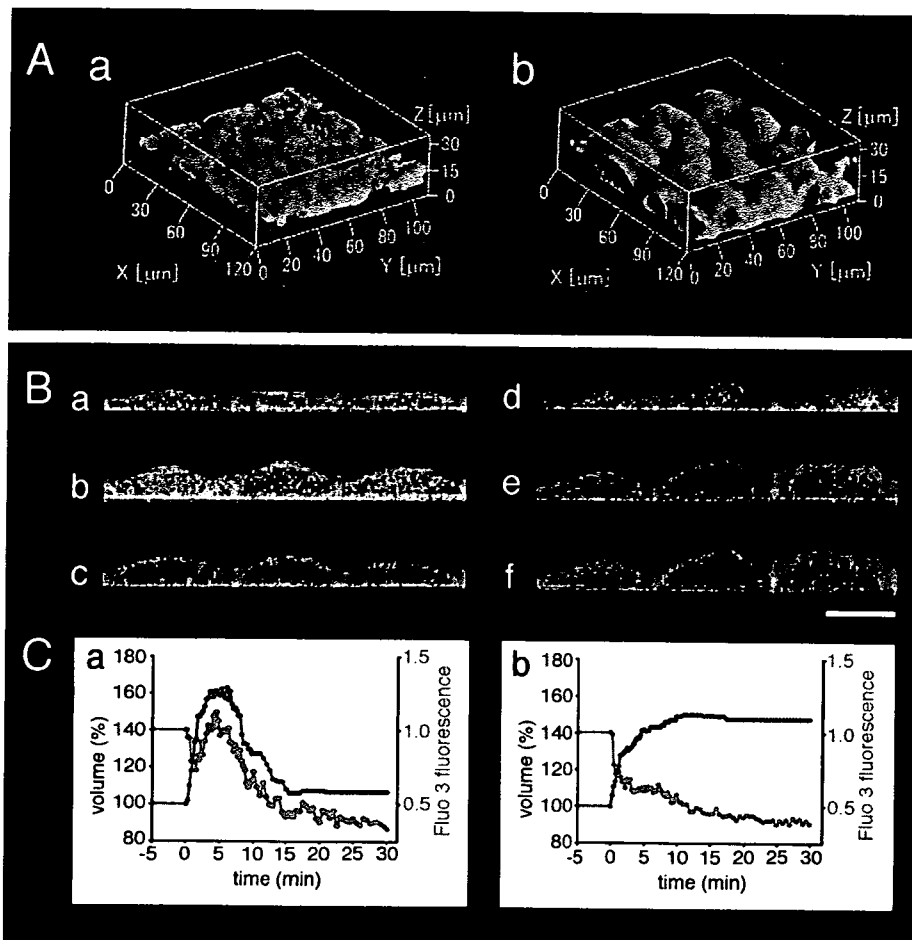 A
a
Z [µm]
30
15
0
0
30
60
90
120
X [µm]
0
20
40
60
80
100
Y [µm]
b
Z [µm]
30
15
0
0
30
60
90
120
X [µm]
0
20
40
60
80
100
Y [µm]
B
a
b
c
d
e
f
C
a
180
160
140
120
100
80
volume (%)
1.5
1.0
0.5
Fluo 3 fluorescence
-5 0 5 10 15 20 25 30
time (min)
b
180
160
140
120
100
80
volume (%)
1.5
1.0
0.5
Fluo 3 fluorescence
-5 0 5 10 15 20 25 30
time (min)